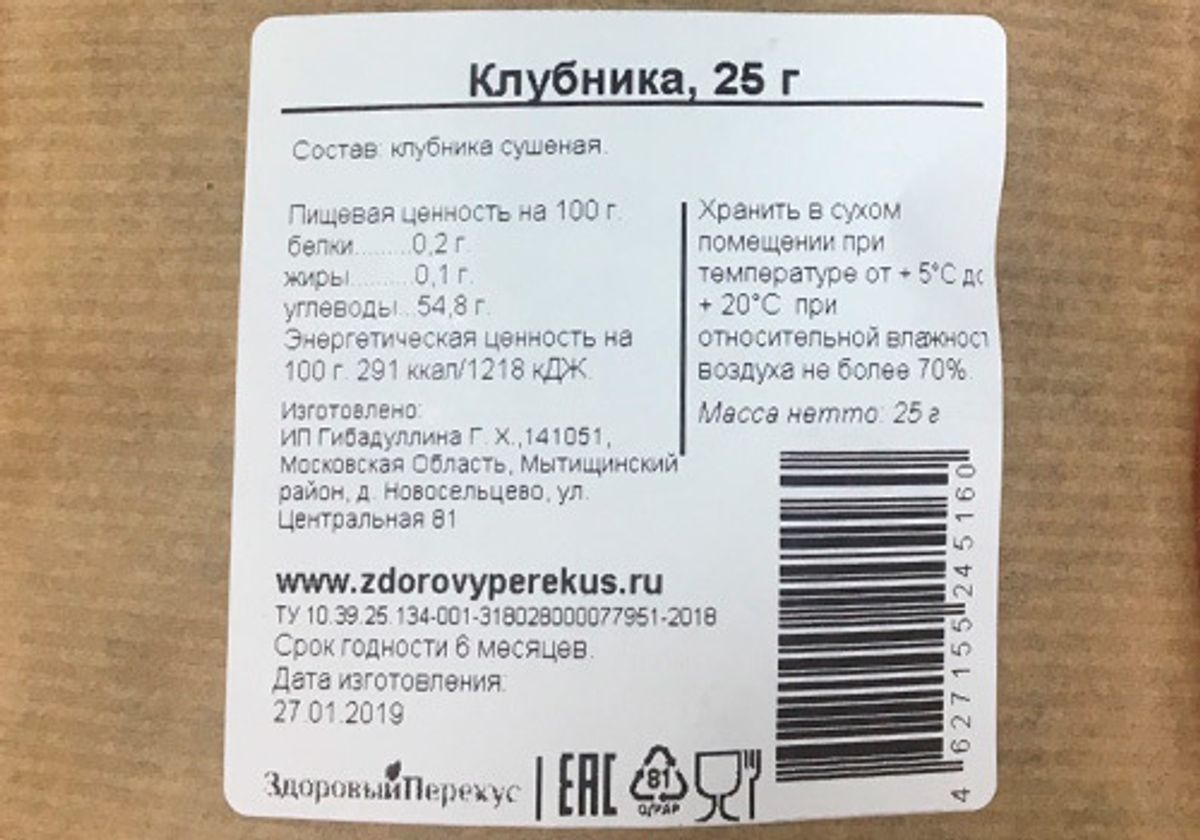 Клубника, 25 г
Состав: клубника сушеная.
Пищевая ценность на 100 г.
белки.........0,2 г.
жиры..........0,1 г.
углеводы...54,8 г.
Энергетическая ценность на
100 г. 291 ккал/1218 кДЖ.
Изготовлено:
ИП Гибадуллина Г. Х.,141051,
Московская Область, Мытищинский
район, д. Новосельцево, ул.
Центральная 81
Хранить в сухом
помещении при
температуре от + 5°С до
+ 20°С при
относительной влажност
воздуха не более 70%.
Масса нетто: 25 г
4 627155 245160
www.zdorovyperekus.ru
ТУ 10.39.25.134-001-318028000077951-2018
Срок годности 6 месяцев.
Дата изготовления:
27.01.2019
ЗдоровыйПерекус
EAC
81
C/PAP